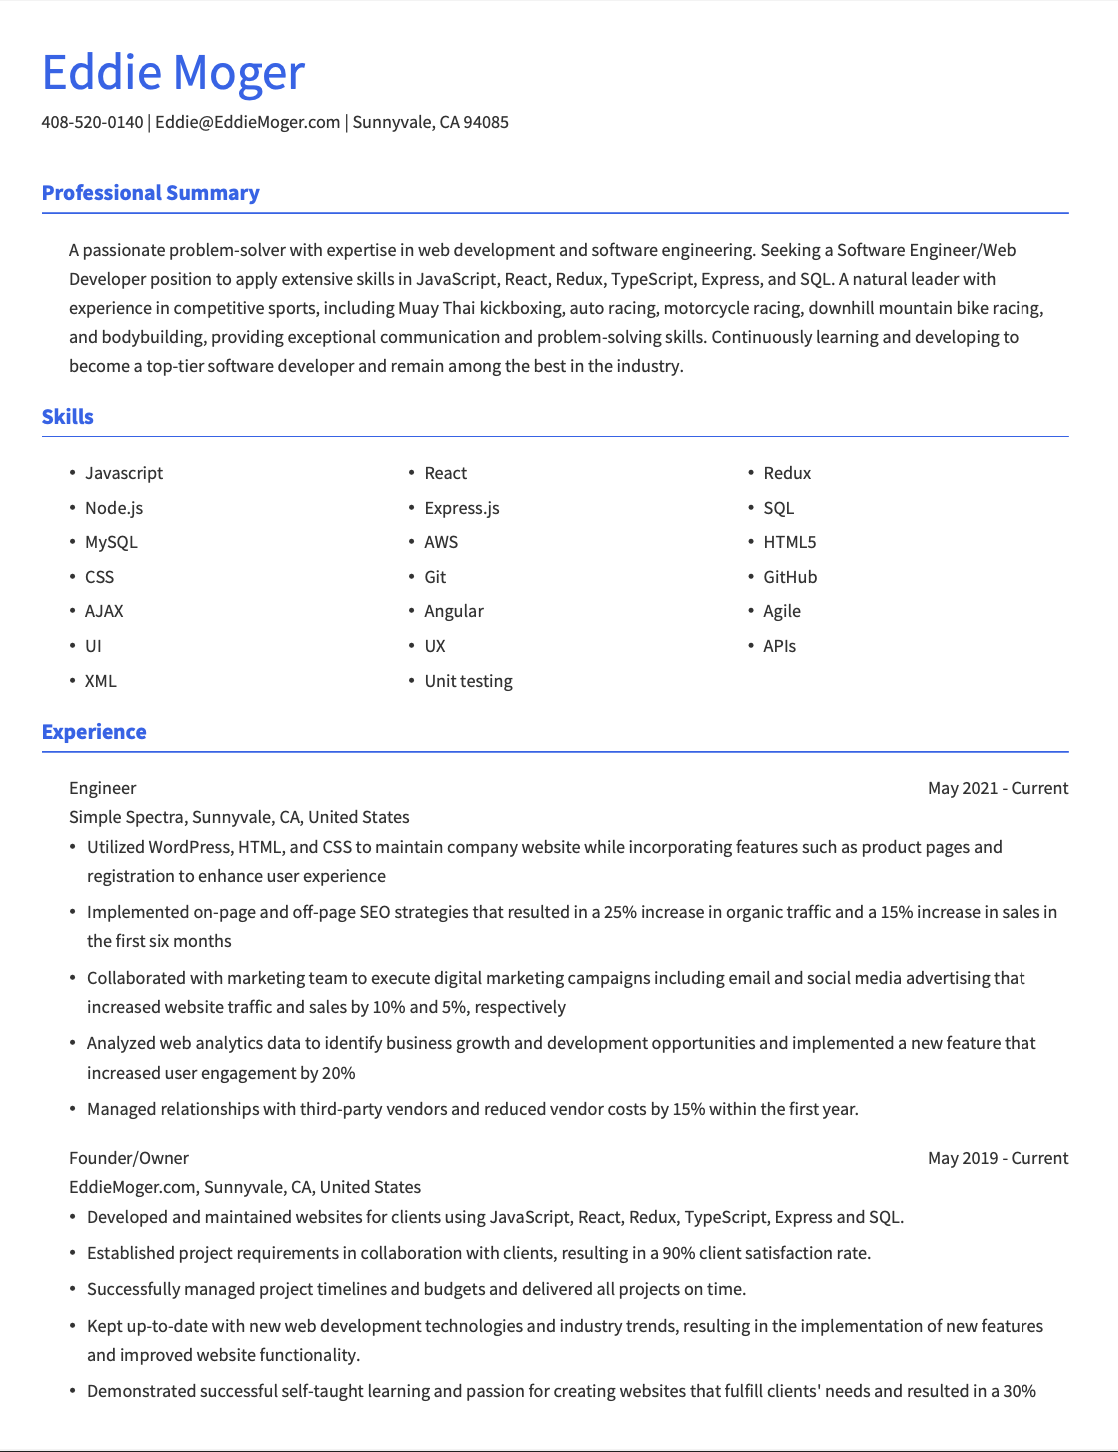 Eddie Moger
408-520-0140 | Eddie@EddieMoger.com | Sunnyvale, CA 94085
Professional Summary
A passionate problem-solver with expertise in web development and software engineering. Seeking a Software Engineer/Web
Developer position to apply extensive skills in JavaScript, React, Redux, TypeScript, Express, and SQL. A natural leader with
experience in competitive sports, including Muay Thai kickboxing, auto racing, motorcycle racing, downhill mountain bike racing,
and bodybuilding, providing exceptional communication and problem-solving skills. Continuously learning and developing to
become a top-tier software developer and remain among the best in the industry.
Skills
• Javascript • React • Redux
• Node.js • Express.js • SQL
• MySQL • AWS • HTML5
• CSS • Git • GitHub
• AJAX • Angular • Agile
• UI • UX • APIs
• XML • Unit testing
Experience
Engineer May 2021 - Current
Simple Spectra, Sunnyvale, CA, United States
• Utilized WordPress, HTML, and CSS to maintain company website while incorporating features such as product pages and
registration to enhance user experience
• Implemented on-page and off-page SEO strategies that resulted in a 25% increase in organic traffic and a 15% increase in sales in
the first six months
• Collaborated with marketing team to execute digital marketing campaigns including email and social media advertising that
increased website traffic and sales by 10% and 5%, respectively
• Analyzed web analytics data to identify business growth and development opportunities and implemented a new feature that
increased user engagement by 20%
• Managed relationships with third-party vendors and reduced vendor costs by 15% within the first year.
Founder/Owner May 2019 - Current
EddieMoger.com, Sunnyvale, CA, United States
• Developed and maintained websites for clients using JavaScript, React, Redux, TypeScript, Express and SQL.
• Established project requirements in collaboration with clients, resulting in a 90% client satisfaction rate.
• Successfully managed project timelines and budgets and delivered all projects on time.
• Kept up-to-date with new web development technologies and industry trends, resulting in the implementation of new features
and improved website functionality.
• Demonstrated successful self-taught learning and passion for creating websites that fulfill clients' needs and resulted in a 30%